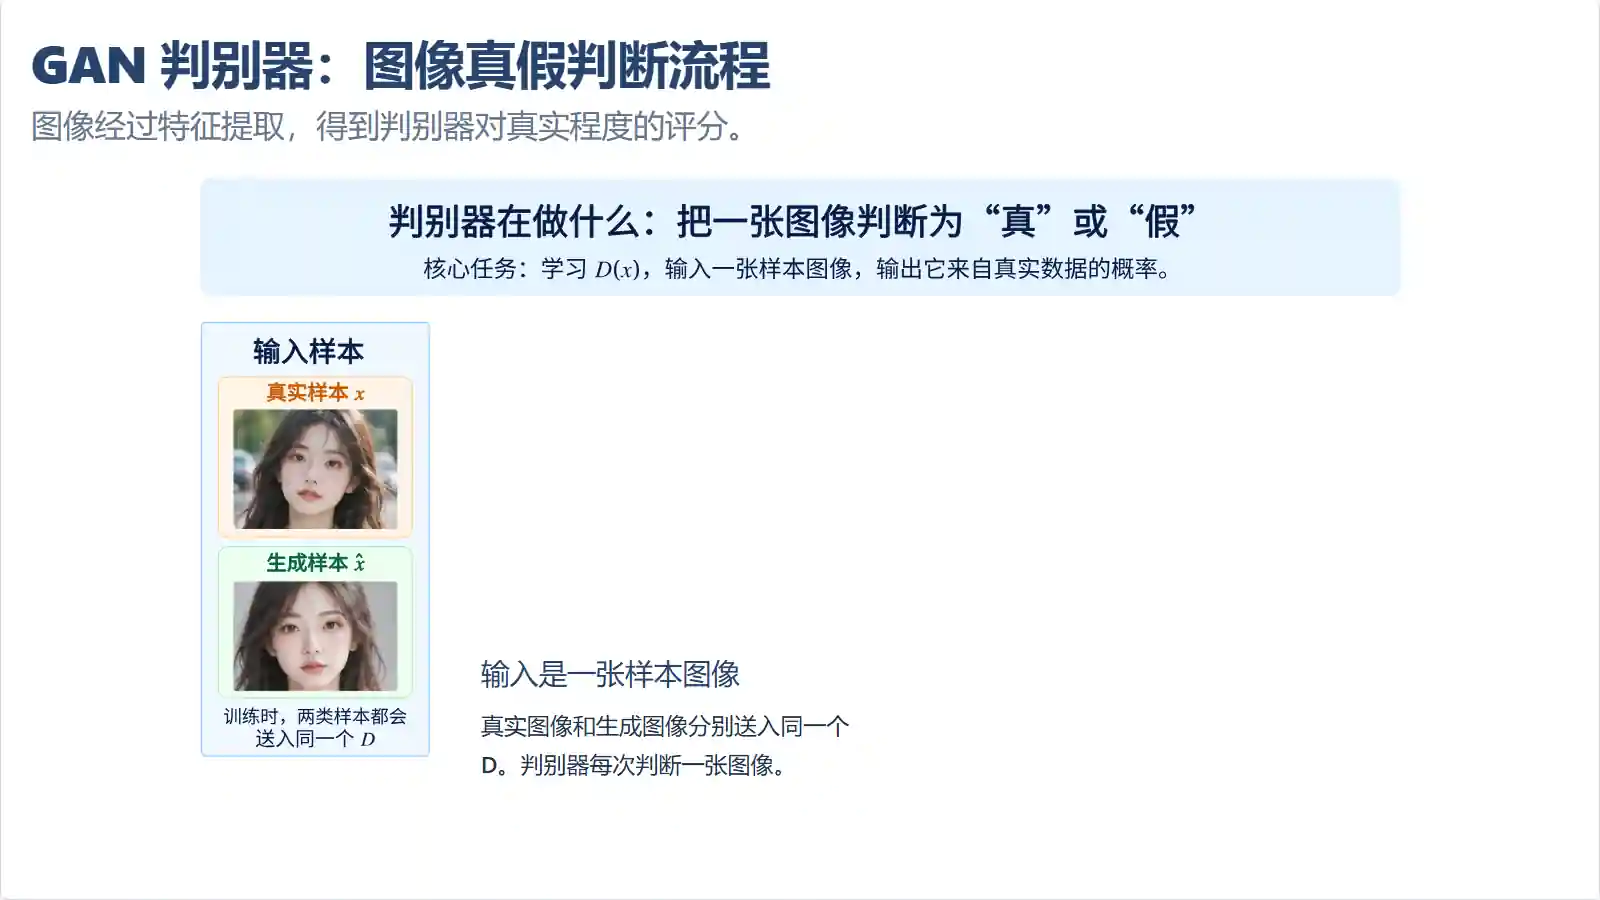 GAN 判别器：图像真假判断流程
图像经过特征提取，得到判别器对真实程度的评分。
判别器在做什么：把一张图像判断为“真”或“假”
核心任务：学习 D(x)，输入一张样本图像，输出它来自真实数据的概率。
输入样本
真实样本 x
生成样本 x̂
训练时，两类样本都会
送入同一个 D
输入是一张样本图像
真实图像和生成图像分别送入同一个
D。判别器每次判断一张图像。